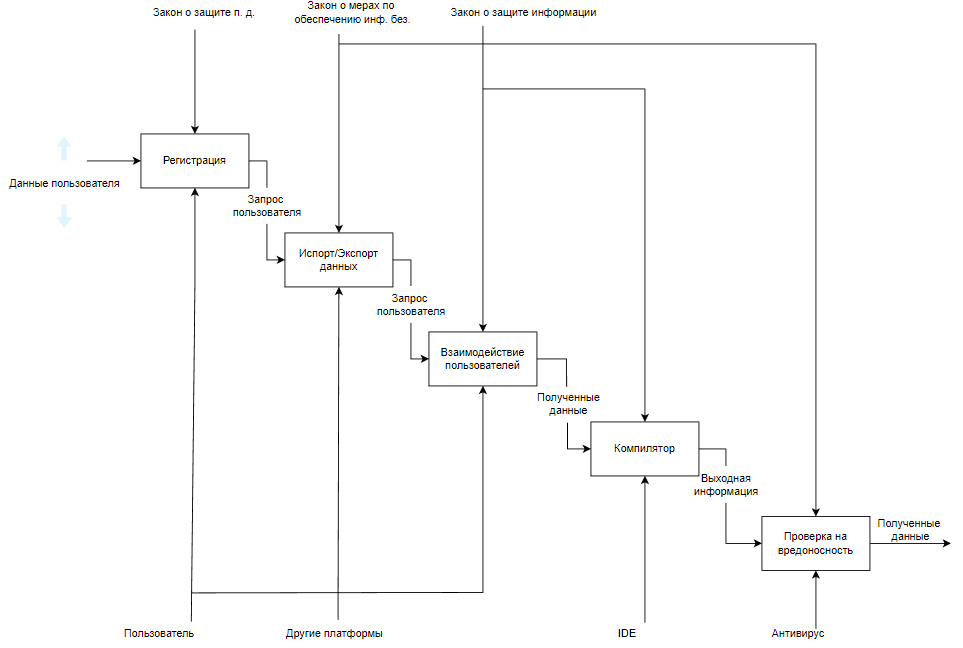 Закон о защите п. д.
Закон о мерах по
обеспечению инф. без.
Закон о защите информации
Регистрация
Данные пользователя
Запрос
пользователя
Испорт/Экспорт
данных
Запрос
пользователя
Взаимодействие
пользователей
Полученные
данные
Компилятор
Выходная
информация
Проверка на
вредоносность
Полученные
данные
Пользователь
Другие платформы
IDE
Антивирус